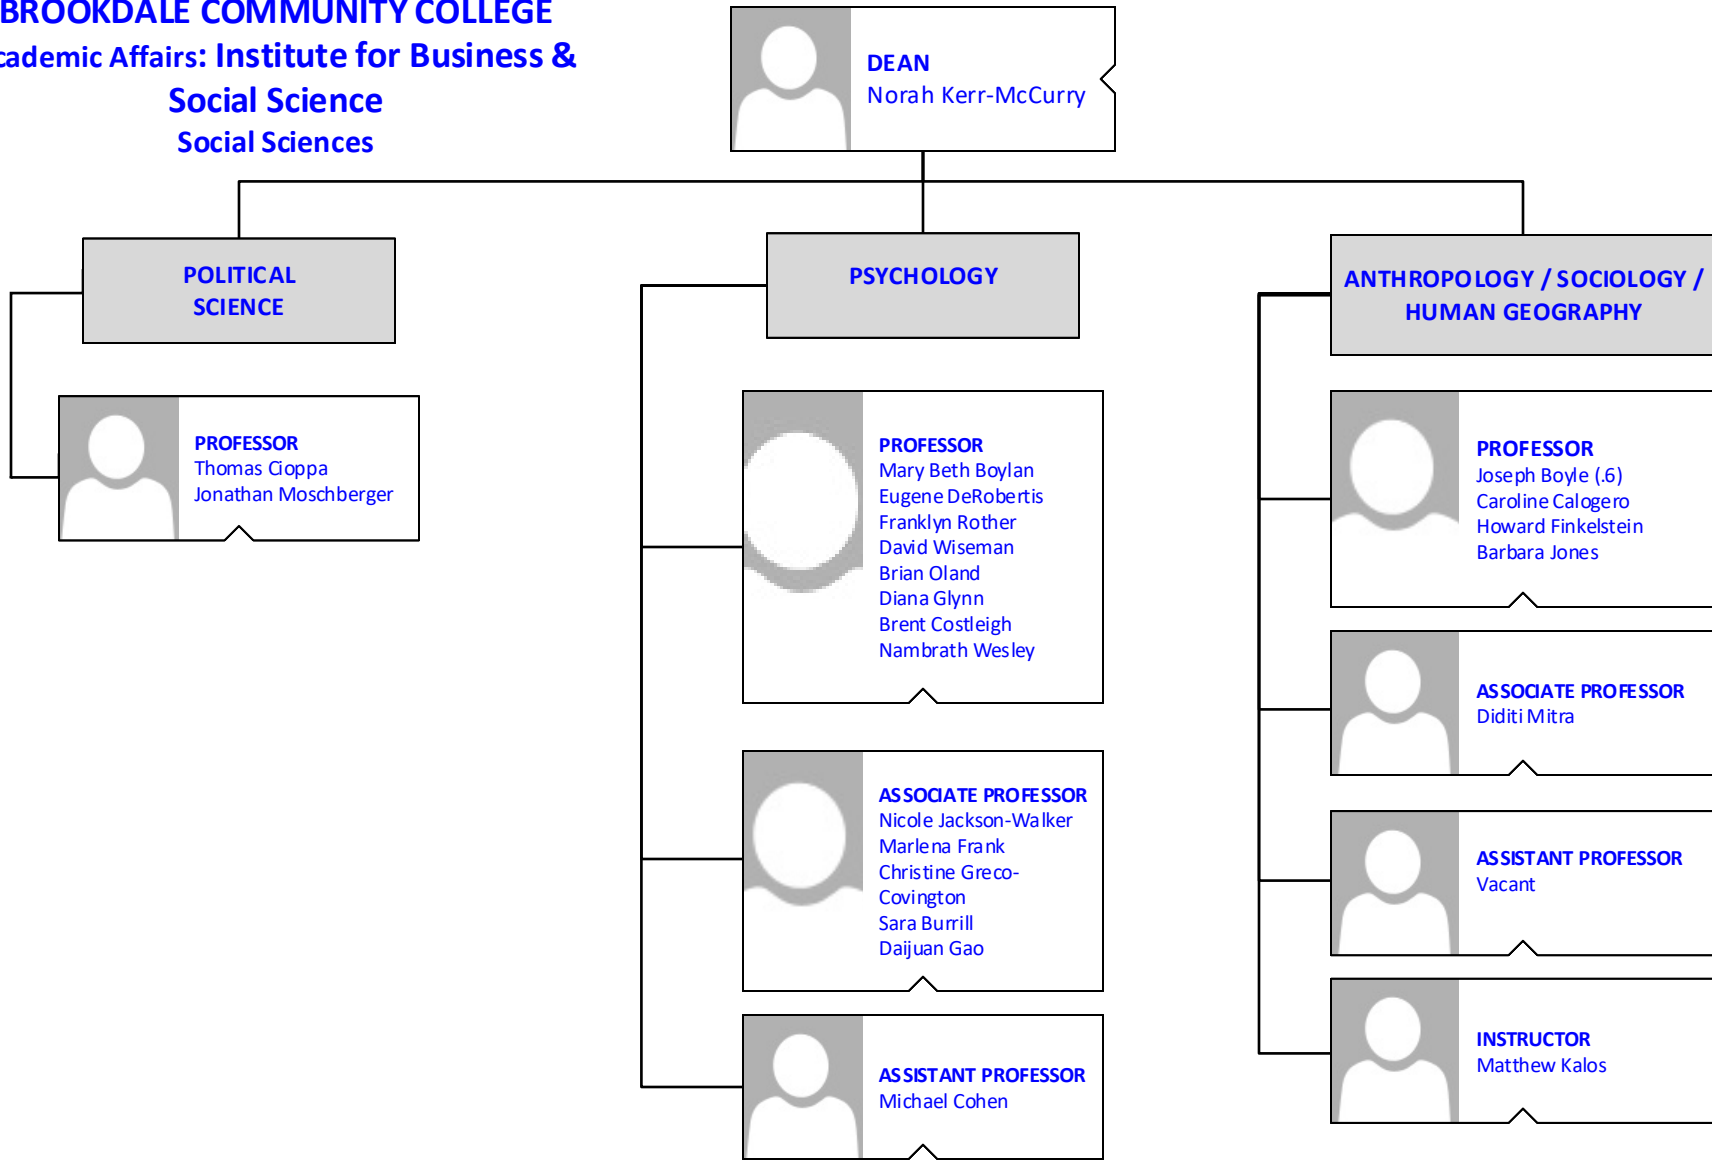 BROOKDALE COMMUNITY COLLEGE
cademic Affairs: Institute for Business &
Social Science
Social Sciences
DEAN
Norah Kerr-McCurry
POLITICAL
SCIENCE
PROFESSOR
Thomas Cioppa
Jonathan Moschberger
PSYCHOLOGY
PROFESSOR
Mary Beth Boylan
Eugene DeRobertis
Franklyn Rother
David Wiseman
Brian Oland
Diana Glynn
Brent Costleigh
Nambrath Wesley
ASSOCIATE PROFESSOR
Nicole Jackson-Walker
Marlena Frank
Christine Greco-
Covington
Sara Burrill
Daijuan Gao
ASSISTANT PROFESSOR
Michael Cohen
ANTHROPOLOGY / SOCIOLOGY /
HUMAN GEOGRAPHY
PROFESSOR
Joseph Boyle (.6)
Caroline Calogero
Howard Finkelstein
Barbara Jones
ASSOCIATE PROFESSOR
Diditi Mitra
ASSISTANT PROFESSOR
Vacant
INSTRUCTOR
Matthew Kalos